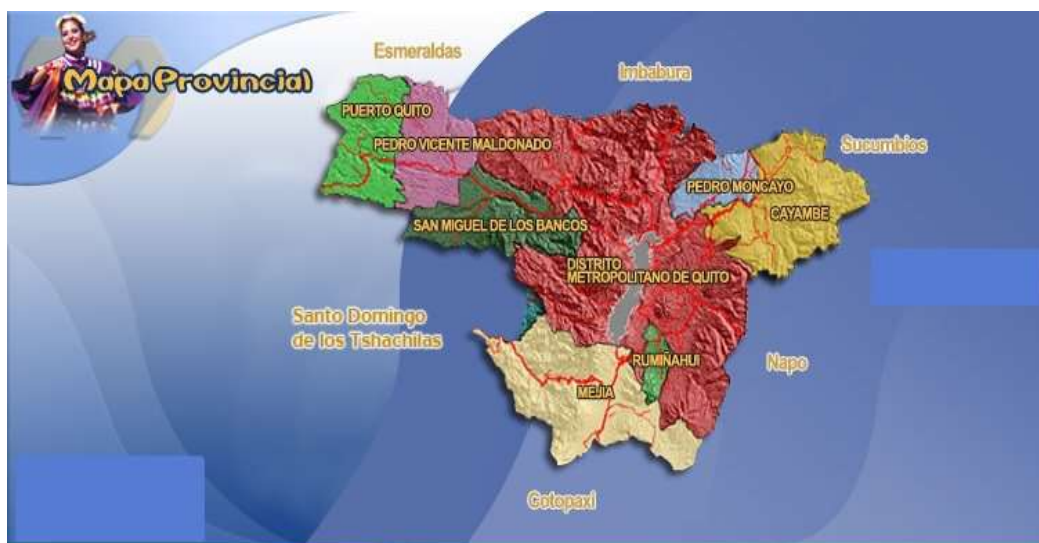 Mapa Provincial
Esmeraldas
Imbabura
Sucumbios
PUERTO QUITO
PEDRO VICENTE MALDONADO
PEDRO MONCAYO
CAYAMBE
SAN MIGUEL DE LOS BANCOS
DISTRITO
METROPOLITANO DE QUITO
Santo Domingo
de los Tshachilas
RUMIÑAHUI
Napo
MEJIA
Cotopaxi